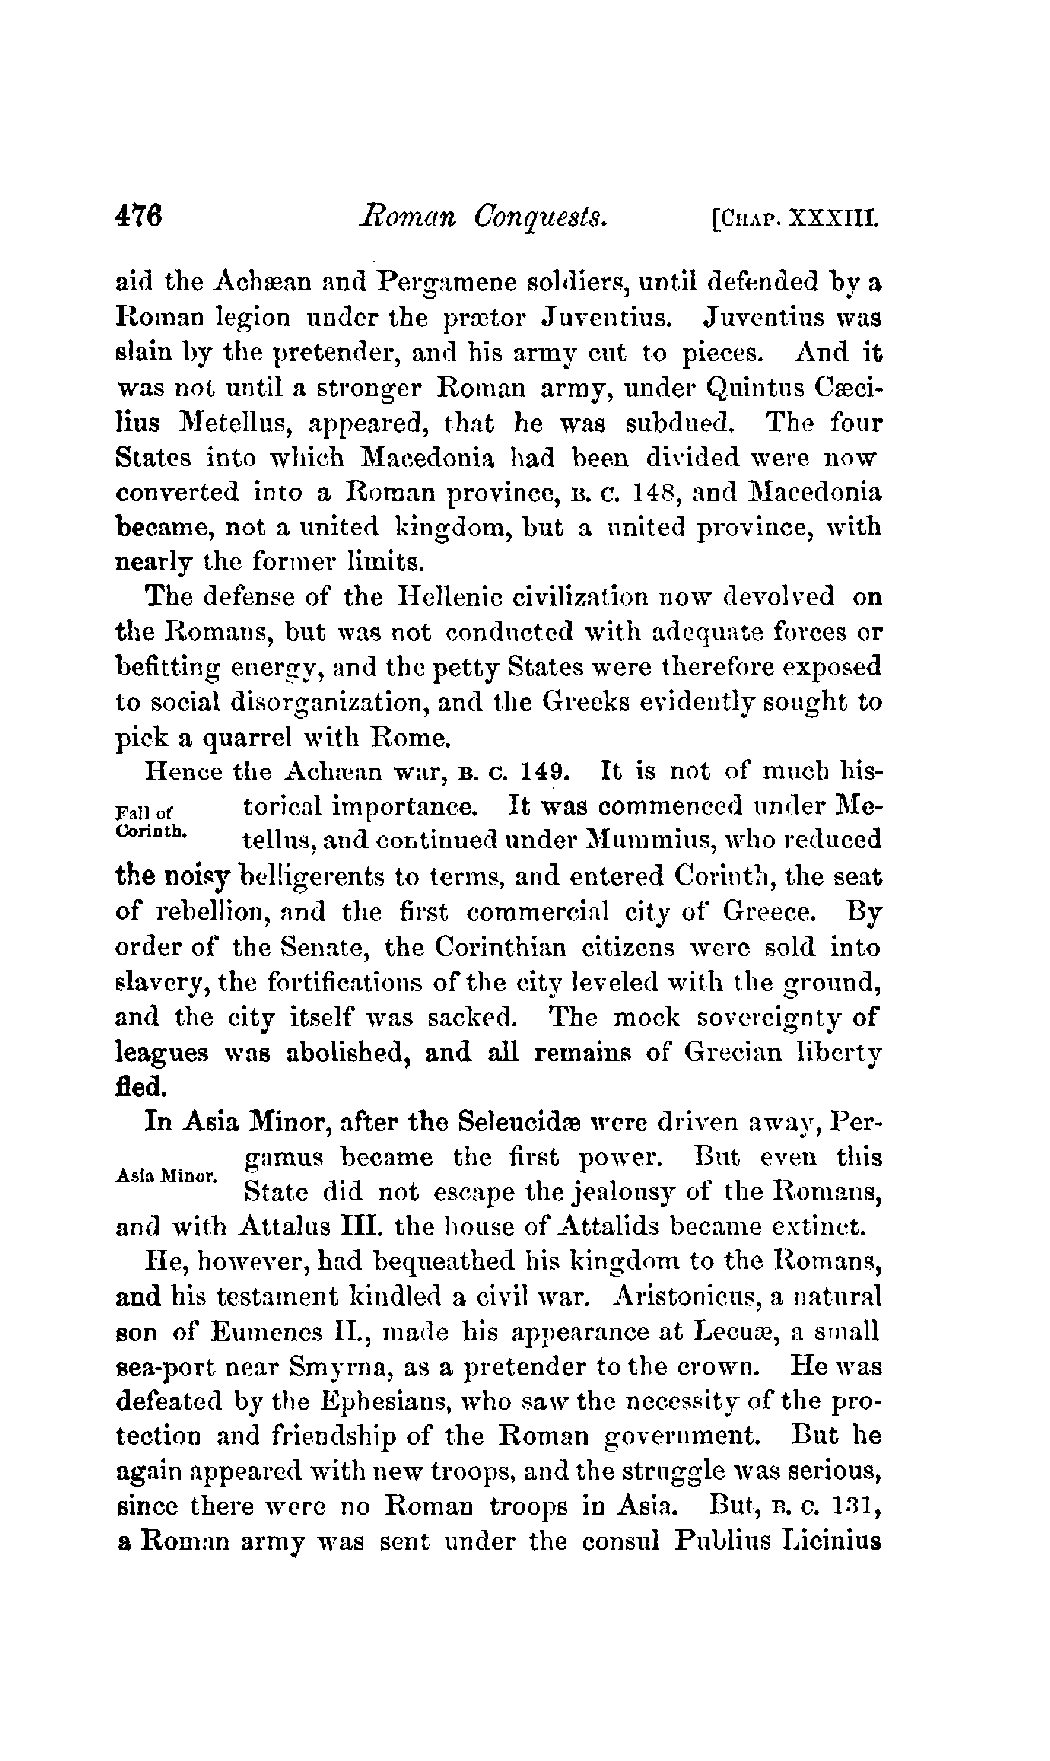 476 Roman Conquests. [CHAP. XXXIII.
aid the Achæan and Pergamene soldiers, until defended by a
Roman legion under the prætor Juventius. Juventius was
slain by the pretender, and his army cut to pieces. And it
was not until a stronger Roman army, under Quintus Cæci-
lius Metellus, appeared, that he was subdued. The four
States into which Macedonia had been divided were now
converted into a Roman province, B. C. 148, and Macedonia
became, not a united kingdom, but a united province, with
nearly the former limits.
The defense of the Hellenic civilization now devolved on
the Romans, but was not conducted with adequate forces or
befitting energy, and the petty States were therefore exposed
to social disorganization, and the Greeks evidently sought to
pick a quarrel with Rome.
Hence the Achæan war, B. C. 149. It is not of much his-
Fall of
Corinth.
torical importance. It was commenced under Me-
tellus, and continued under Mummius, who reduced
the noisy belligerents to terms, and entered Corinth, the seat
of rebellion, and the first commercial city of Greece. By
order of the Senate, the Corinthian citizens were sold into
slavery, the fortifications of the city leveled with the ground,
and the city itself was sacked. The mock sovereignty of
leagues was abolished, and all remains of Grecian liberty
fled.
In Asia Minor, after the Seleucidæ were driven away, Per-
Asia Minor.
gamus became the first power. But even this
State did not escape the jealousy of the Romans,
and with Attalus III. the house of Attalids became extinct.
He, however, had bequeathed his kingdom to the Romans,
and his testament kindled a civil war. Aristonicus, a natural
son of Eumenes II., made his appearance at Lecuæ, a small
sea-port near Smyrna, as a pretender to the crown. He was
defeated by the Ephesians, who saw the necessity of the pro-
tection and friendship of the Roman government. But he
again appeared with new troops, and the struggle was serious,
since there were no Roman troops in Asia. But, B. C. 131,
a Roman army was sent under the consul Publius Licinius